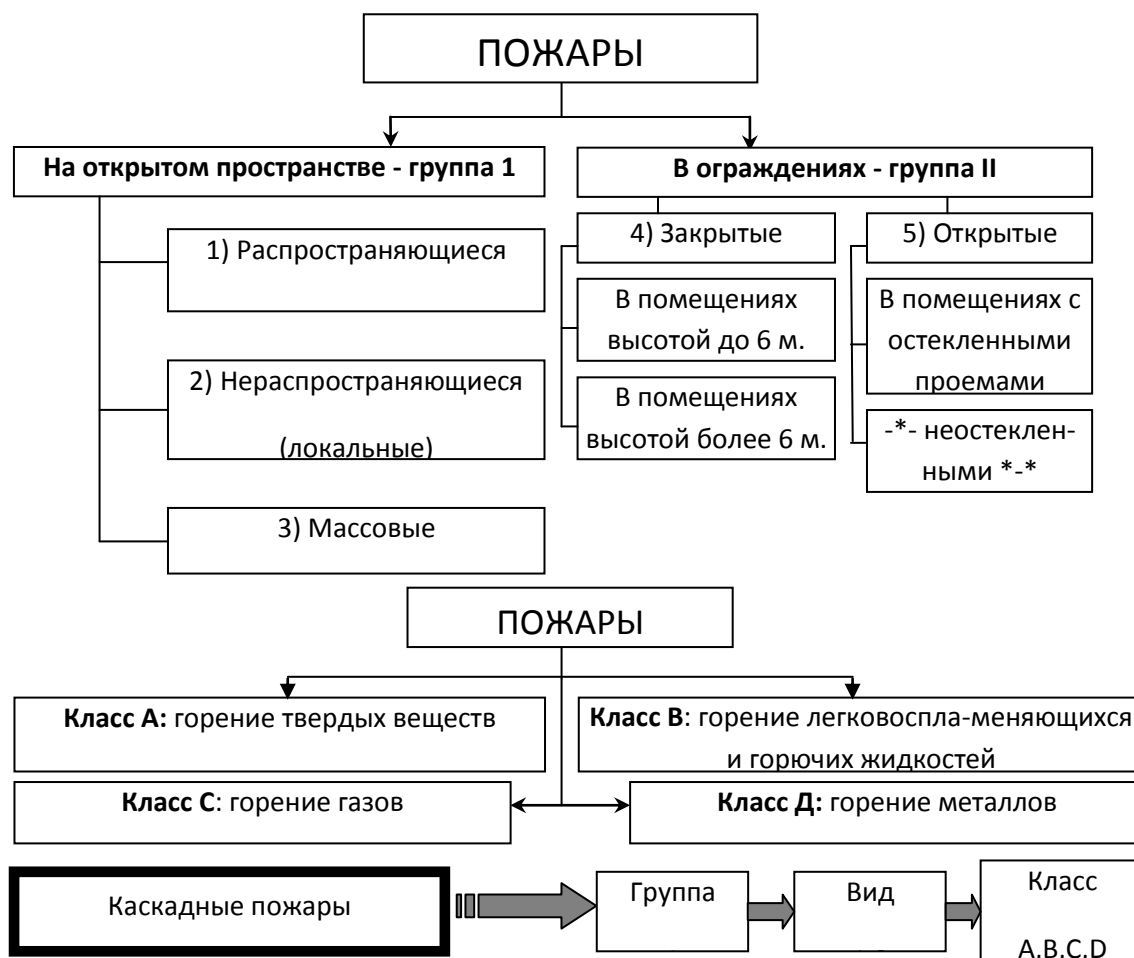 ПОЖАРЫ
На открытом пространстве - группа 1
В ограждениях - группа II
1) Распространяющиеся
2) Нераспространяющиеся
(локальные)
3) Массовые
4) Закрытые
В помещениях
высотой до 6 м.
В помещениях
высотой более 6 м.
5) Открытые
В помещениях с
остекленными
проемами
-*- неостеклен-
ными *-*
ПОЖАРЫ
Класс А: горение твердых веществ
Класс В: горение легковоспла-меняющихся
и горючих жидкостей
Класс С: горение газов
Класс Д: горение металлов
Каскадные пожары
Группа
Вид
Класс
A,B,C,D